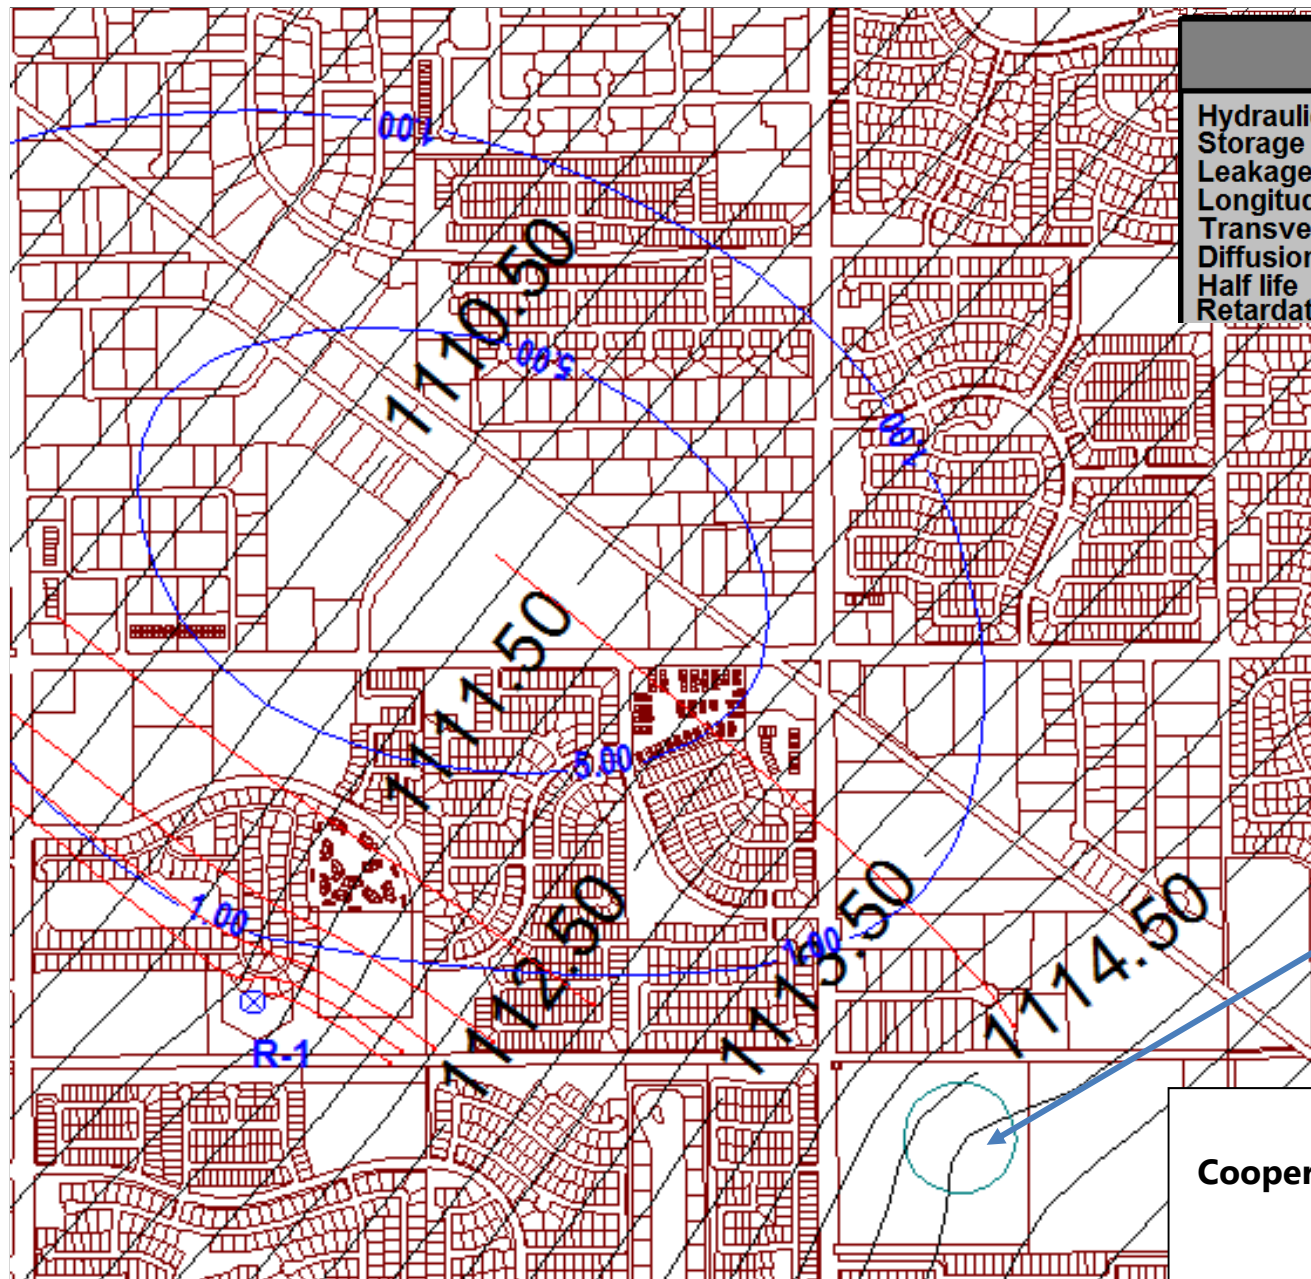 Hydrauli
Storage
Leakage
Longitud
Transve
Diffusion
Half life
Retardat
1.00
1110.50
5.00
1.00
1111.50
5.00
1113.50
1114.50
1112.50
1.00
1.00
R-1
Cooper